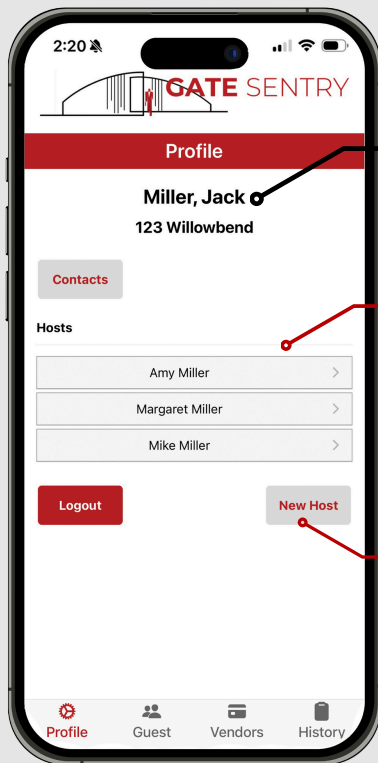 2:20
GATE SENTRY
Profile
Miller, Jack
123 Willowbend
Contacts
Hosts
Amy Miller
Margaret Miller
Mike Miller
Logout
New Host
Profile
Guest
Vendors
History